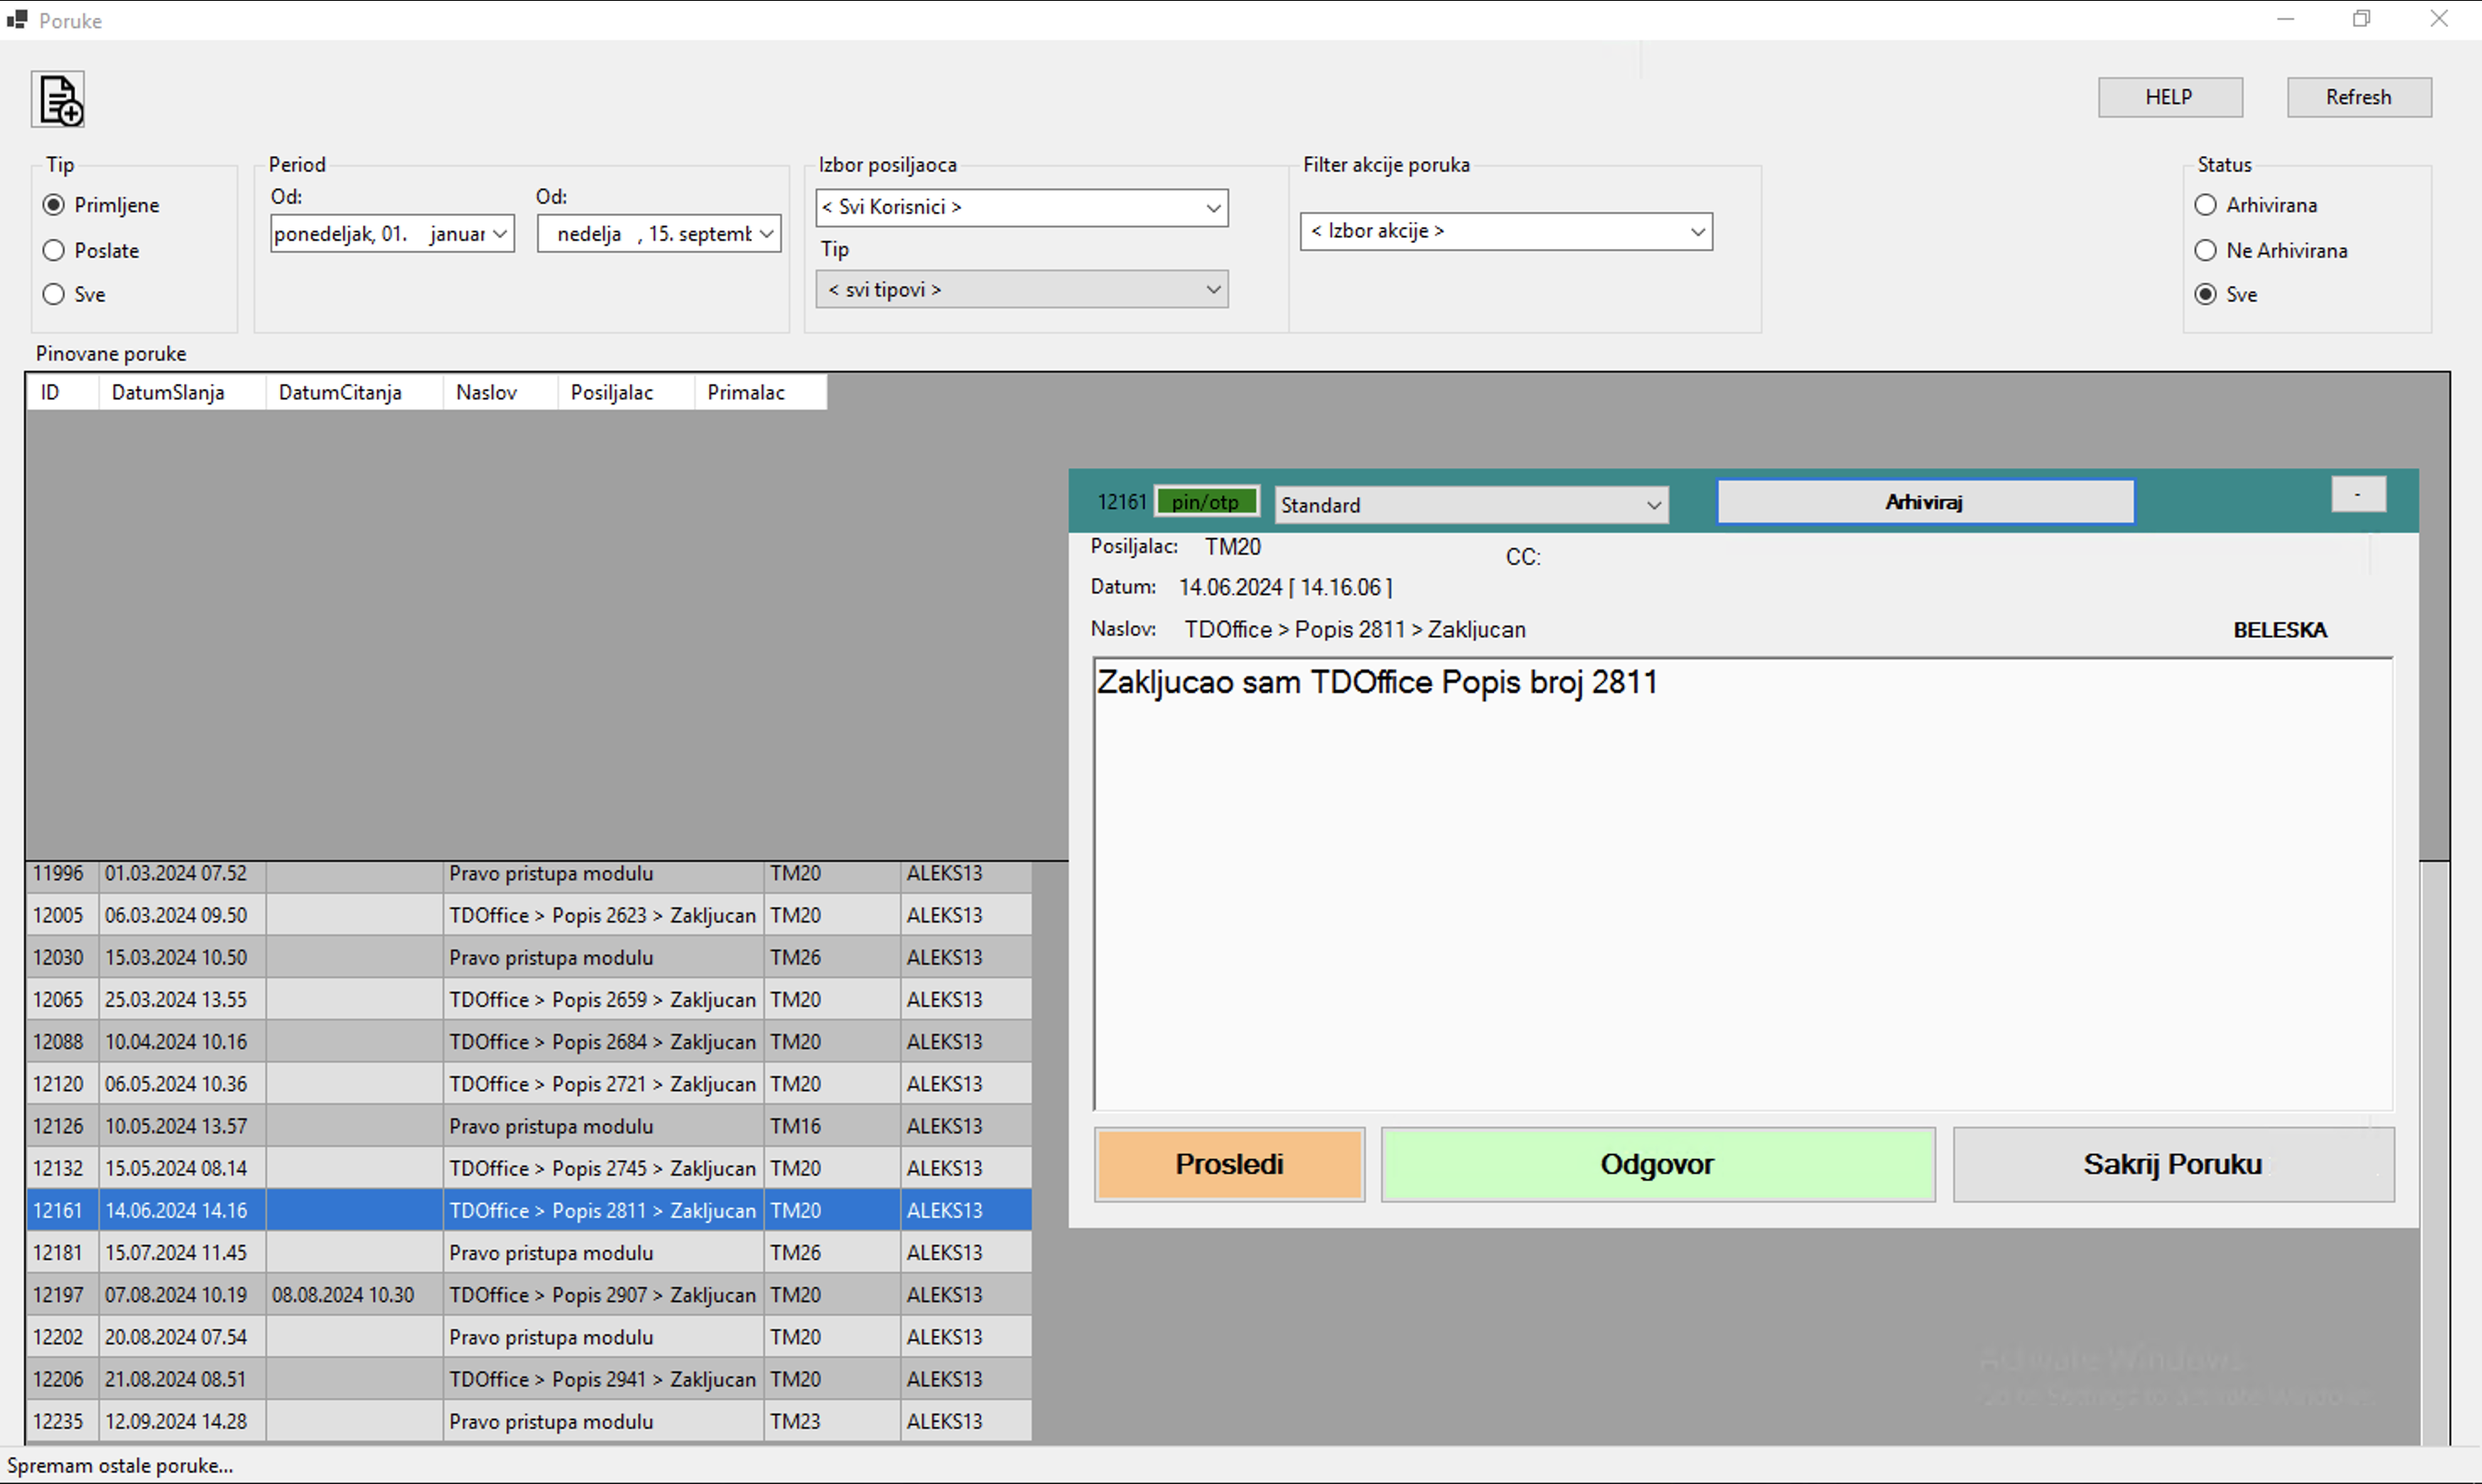 Poruke
HELP
Refresh
Tip
Primljene
Poslate
Sve
Period
Od:
Od:
ponedeljak, 01. januar
nedelja , 15. septemb
Izbor posiljaoca
< Svi Korisnici >
Tip
< svi tipovi >
Filter akcije poruka
< Izbor akcije >
Status
Arhivirana
Ne Arhivirana
Sve
Pinovane poruke
ID DatumSlanja DatumCitanja Naslov Posiljalac Primalac
12161 pin/otp Standard Arhiviraj -
Posiljalac: TM20
CC:
Datum: 14.06.2024 [ 14.16.06 ]
Naslov: TDOffice > Popis 2811 > Zakljucan
BELESKA
Zakljucao sam TDOffice Popis broj 2811
Prosledi
Odgovor
Sakrij Poruku
11996 01.03.2024 07.52 Pravo pristupa modulu TM20 ALEKS13
12005 06.03.2024 09.50 TDOffice > Popis 2623 > Zakljucan TM20 ALEKS13
12030 15.03.2024 10.50 Pravo pristupa modulu TM26 ALEKS13
12065 25.03.2024 13.55 TDOffice > Popis 2659 > Zakljucan TM20 ALEKS13
12088 10.04.2024 10.16 TDOffice > Popis 2684 > Zakljucan TM20 ALEKS13
12120 06.05.2024 10.36 TDOffice > Popis 2721 > Zakljucan TM20 ALEKS13
12126 10.05.2024 13.57 Pravo pristupa modulu TM16 ALEKS13
12132 15.05.2024 08.14 TDOffice > Popis 2745 > Zakljucan TM20 ALEKS13
12161 14.06.2024 14.16 TDOffice > Popis 2811 > Zakljucan TM20 ALEKS13
12181 15.07.2024 11.45 Pravo pristupa modulu TM26 ALEKS13
12197 07.08.2024 10.19 08.08.2024 10.30 TDOffice > Popis 2907 > Zakljucan TM20 ALEKS13
12202 20.08.2024 07.54 Pravo pristupa modulu TM20 ALEKS13
12206 21.08.2024 08.51 TDOffice > Popis 2941 > Zakljucan TM20 ALEKS13
12235 12.09.2024 14.28 Pravo pristupa modulu TM23 ALEKS13
Activate Windows
Go to Settings to activate Windows.
Spremam ostale poruke...